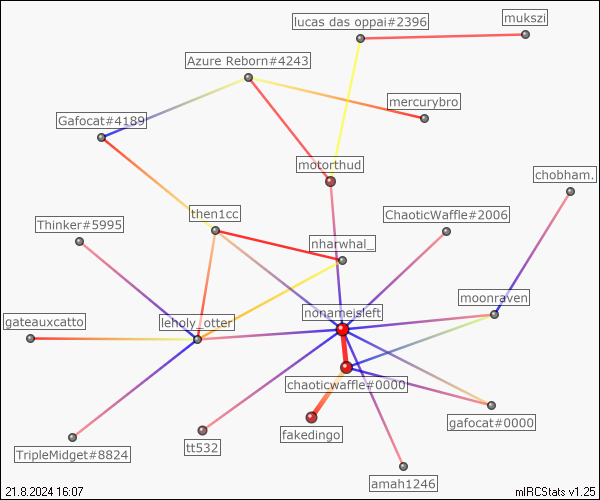 lucas das oppai#2396
mukszi
Azure Reborn#4243
mercurybro
Gafocat#4189
motorthud
chobham.
then1cc
ChaoticWaffle#2006
Thinker#5995
nharwhal_
moonraven
nonameisleft
gateauxcatto
leholy_otter
chaoticwaffle#0000
gafocat#0000
fakedingo
tt532
TripleMidget#8824
amah1246
21.8.2024 16:07
mIRCStats v1.25